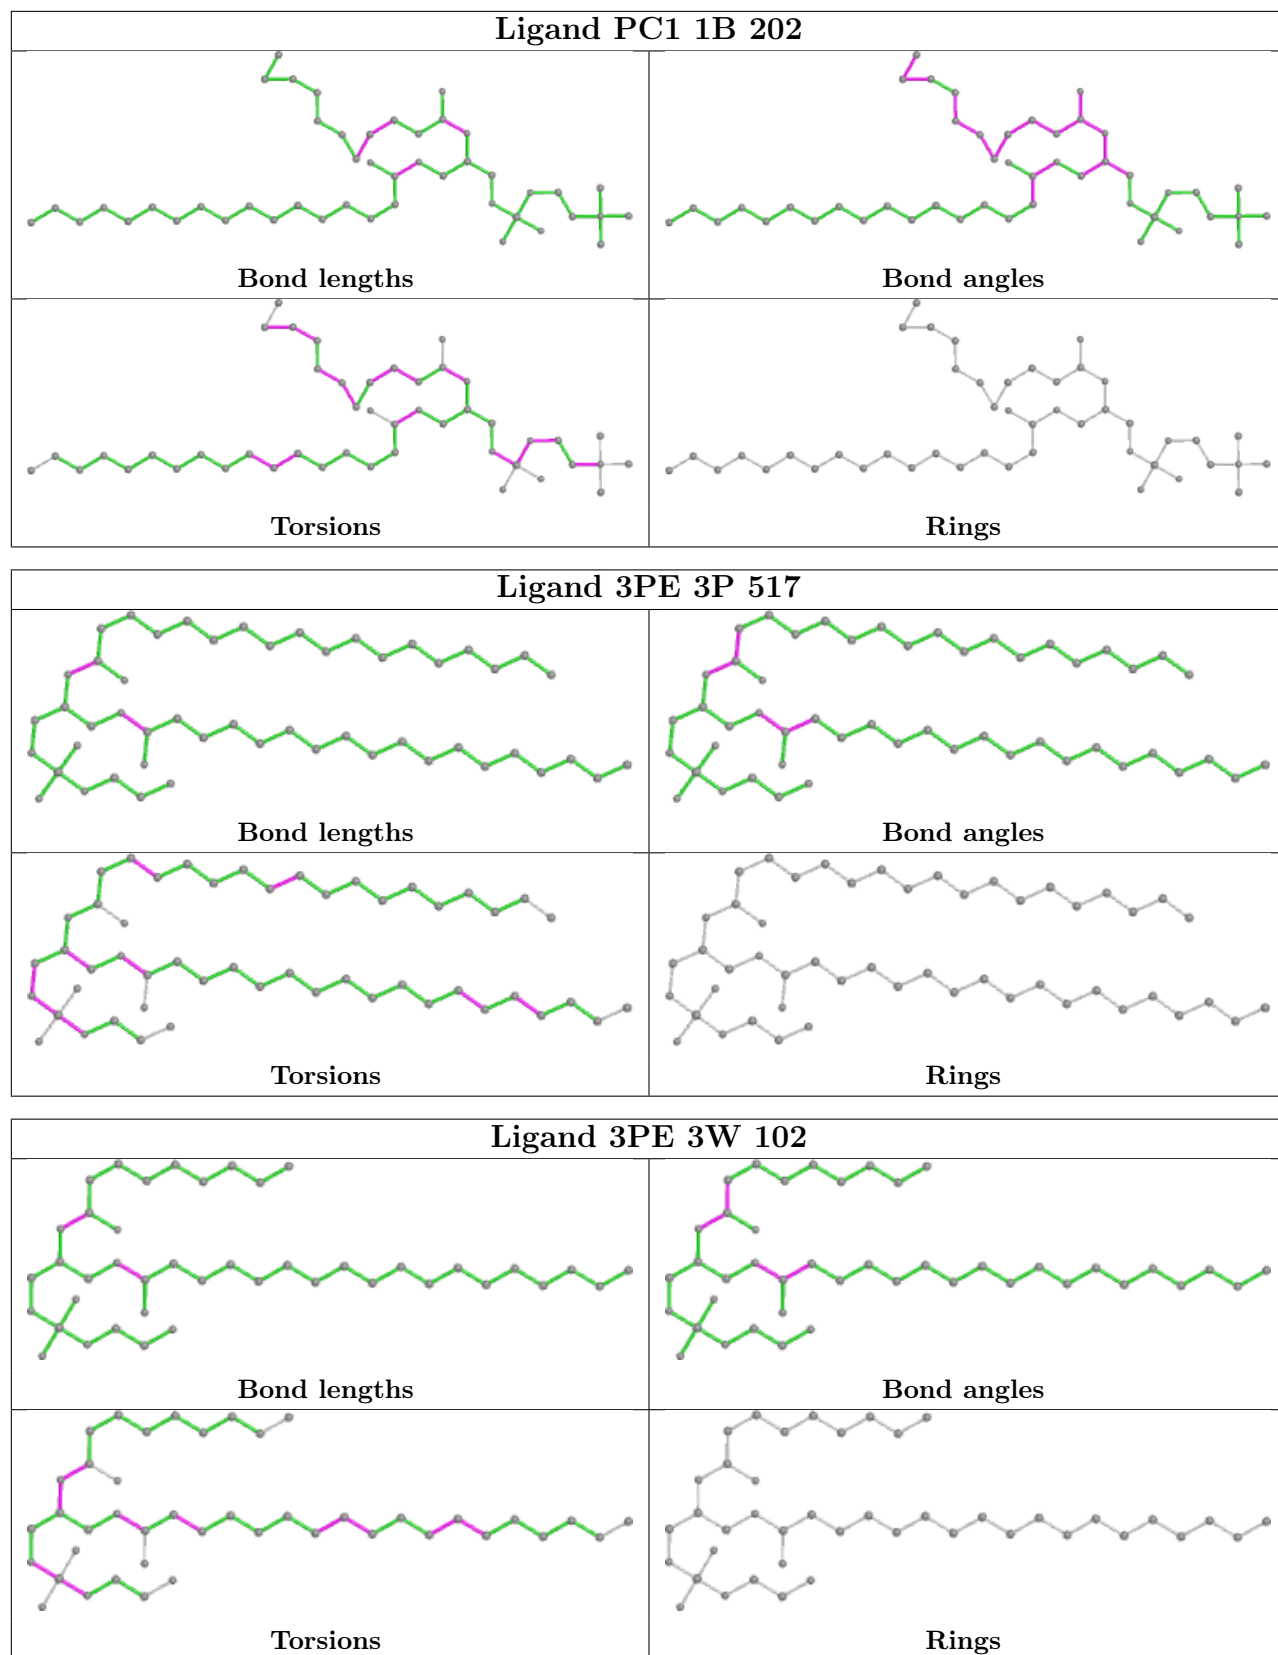 Ligand PC1 1B 202
Bond lengths
Bond angles
Torsions
Rings
Ligand 3PE 3P 517
Bond lengths
Bond angles
Torsions
Rings
Ligand 3PE 3W 102
Bond lengths
Bond angles
Torsions
Rings